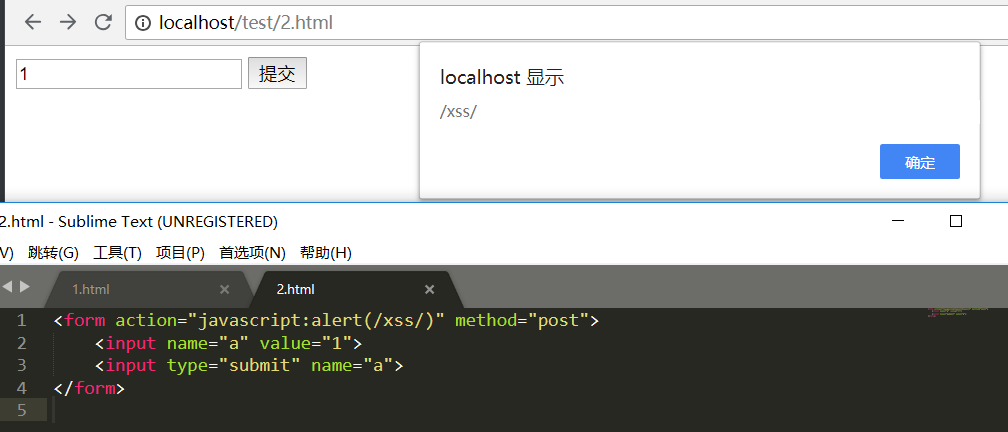 localhost/test/2.html
1 提交
localhost 显示
/xss/
确定
2.html - Sublime Text (UNREGISTERED)
V) 跳转(G) 工具(T) 项目(P) 首选项(N) 帮助(H)
1.html 2.html
1 <form action="javascript:alert(/xss/)" method="post">
2     <input name="a" value="1">
3     <input type="submit" name="a">
4 </form>
5